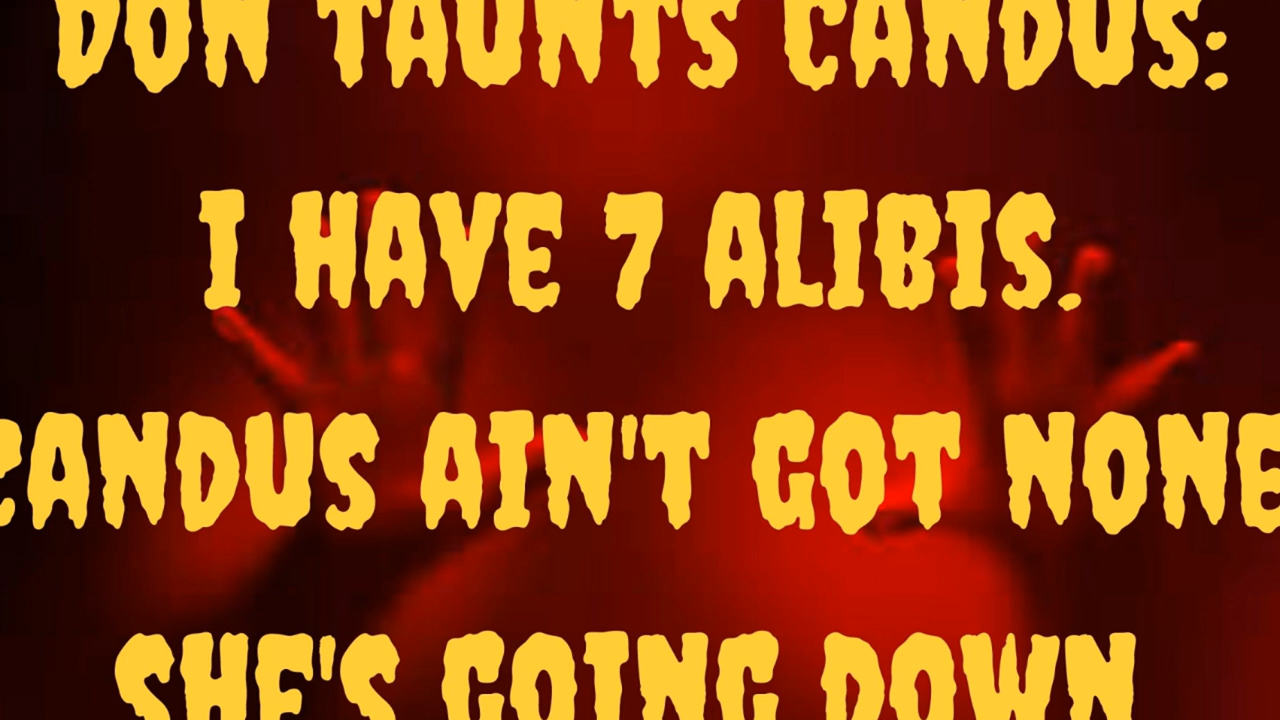 DON TAUNTS CANDUS:
I HAVE 7 ALIBIS.
CANDUS AIN'T GOT NONE
SHE'S GOING DOWN